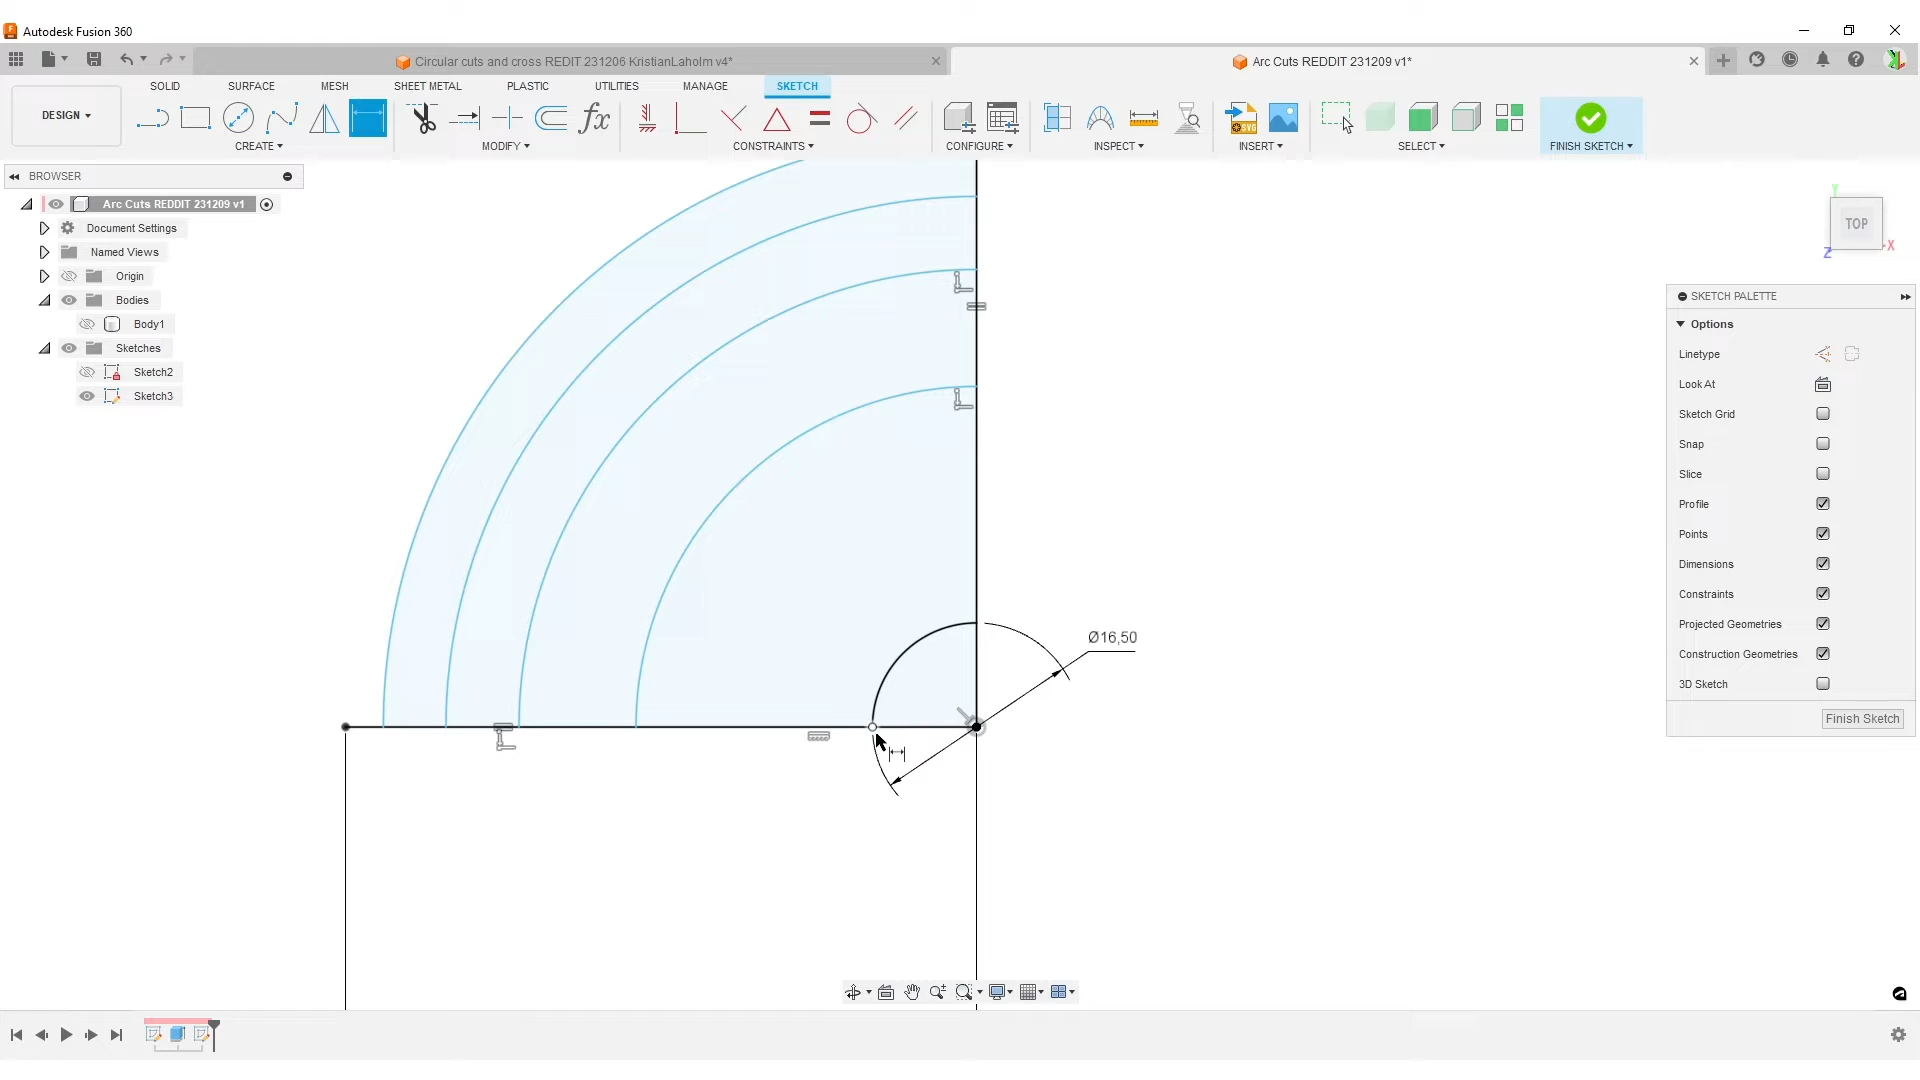 Autodesk Fusion 360
Circular cuts and cross REDIT 231206 KristianLaholm v4*
Arc Cuts REDDIT 231209 v1*
SOLID SURFACE MESH SHEET METAL PLASTIC UTILITIES MANAGE SKETCH
DESIGN
fx
CREATE MODIFY CONSTRAINTS CONFIGURE INSPECT INSERT SELECT FINISH SKETCH
BROWSER
Arc Cuts REDDIT 231209 v1
Document Settings
Named Views
Origin
Bodies
Body1
Sketches
Sketch2
Sketch3
Y
TOP
X
Z
SKETCH PALETTE
Options
Linetype
Look At
Sketch Grid
Snap
Slice
Profile
Points
Dimensions
Constraints
Projected Geometries
Construction Geometries
3D Sketch
Finish Sketch
Ø16,50